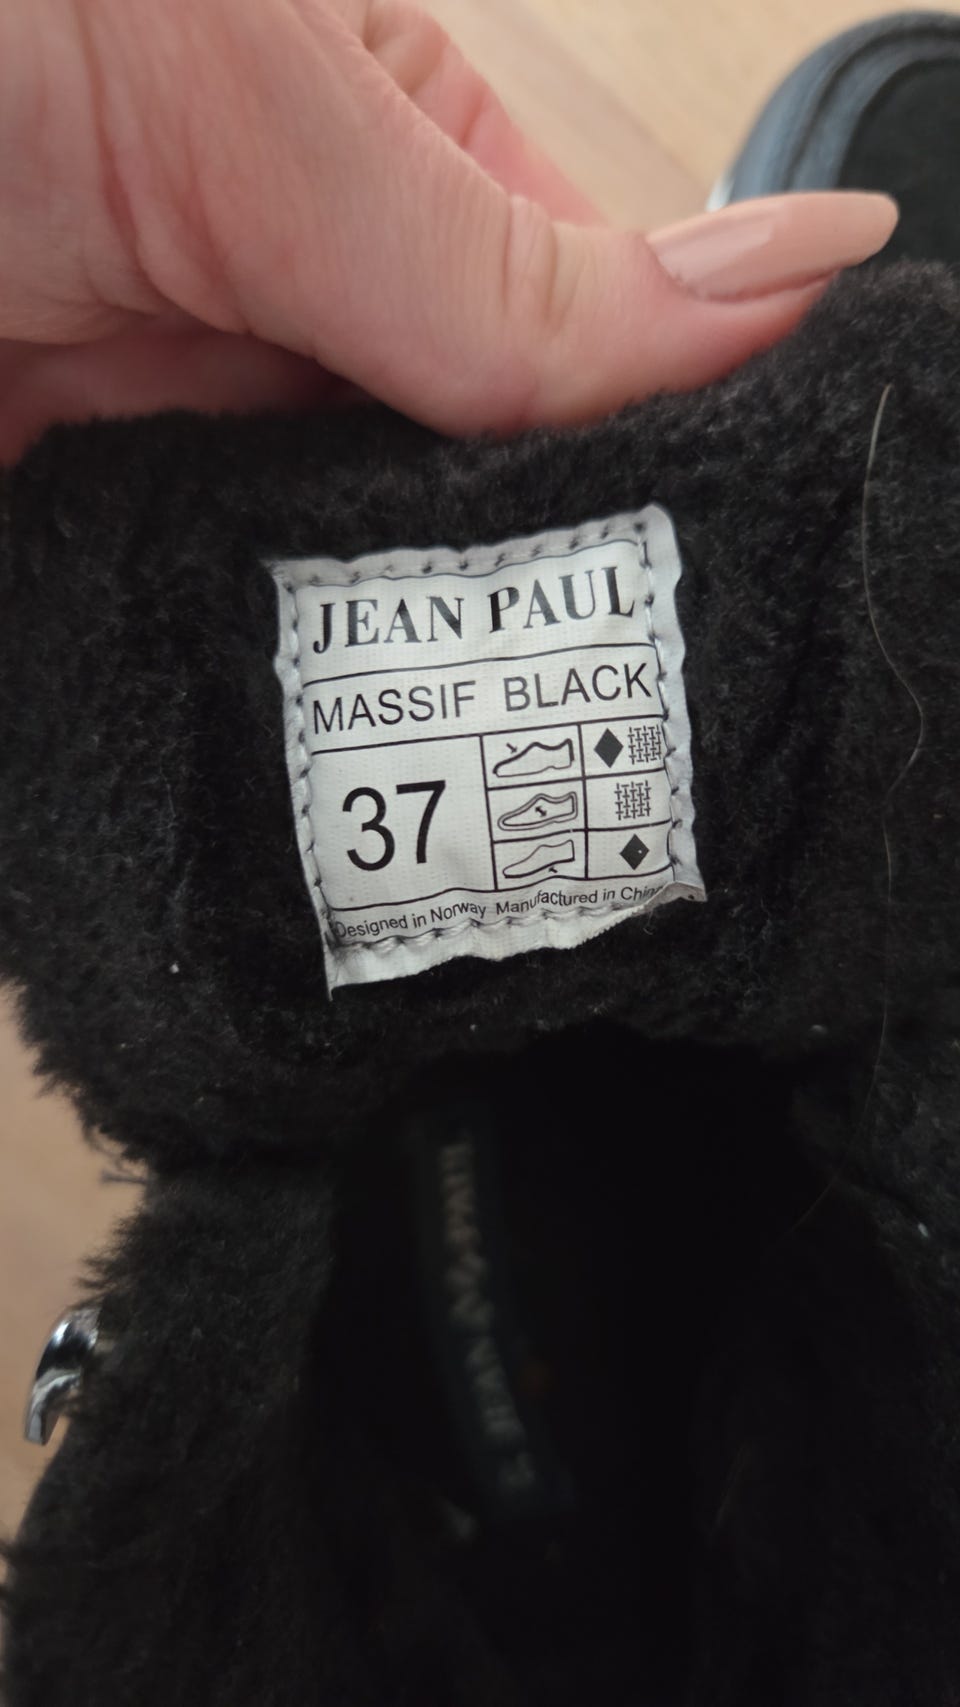 JEAN PAUL
MASSIF BLACK
37
Designed in Norway Manufactured in China